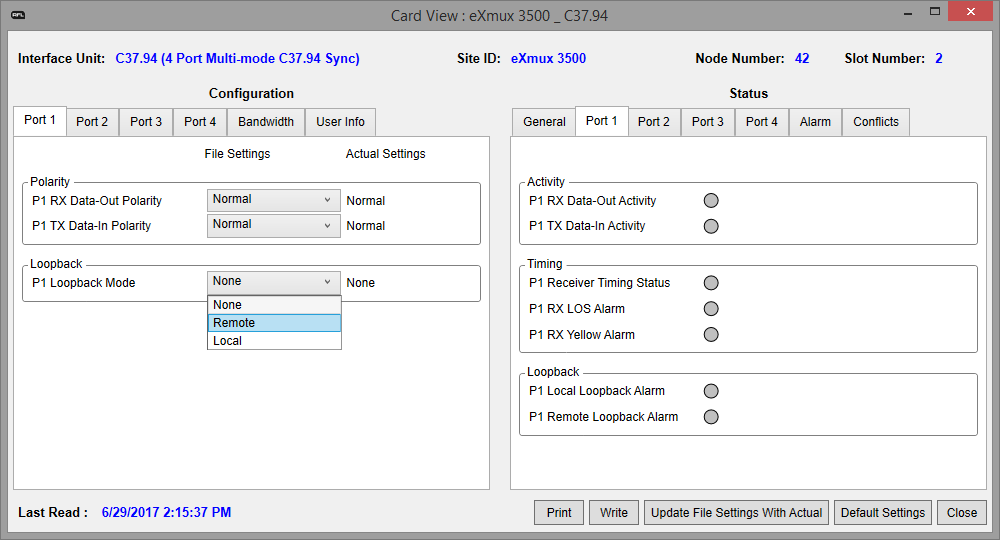 AFL
Card View : eXmux 3500 _ C37.94
Interface Unit: C37.94 (4 Port Multi-mode C37.94 Sync) Site ID: eXmux 3500 Node Number: 42 Slot Number: 2
Configuration
Port 1 Port 2 Port 3 Port 4 Bandwidth User Info
File Settings Actual Settings
Polarity
P1 RX Data-Out Polarity Normal Normal
P1 TX Data-In Polarity Normal Normal
Loopback
P1 Loopback Mode None None
None
Remote
Local
Status
General Port 1 Port 2 Port 3 Port 4 Alarm Conflicts
Activity
P1 RX Data-Out Activity
P1 TX Data-In Activity
Timing
P1 Receiver Timing Status
P1 RX LOS Alarm
P1 RX Yellow Alarm
Loopback
P1 Local Loopback Alarm
P1 Remote Loopback Alarm
Last Read : 6/29/2017 2:15:37 PM
Print Write Update File Settings With Actual Default Settings Close